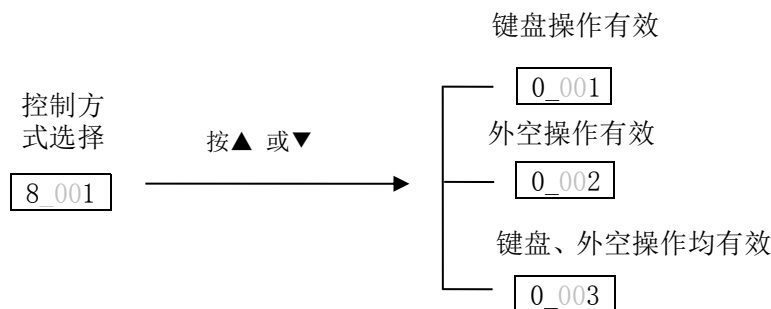 键盘操作有效
0_001
控制方
式选择
按▲ 或▼
外空操作有效
8_001
0_002
键盘、外空操作均有效
0_003